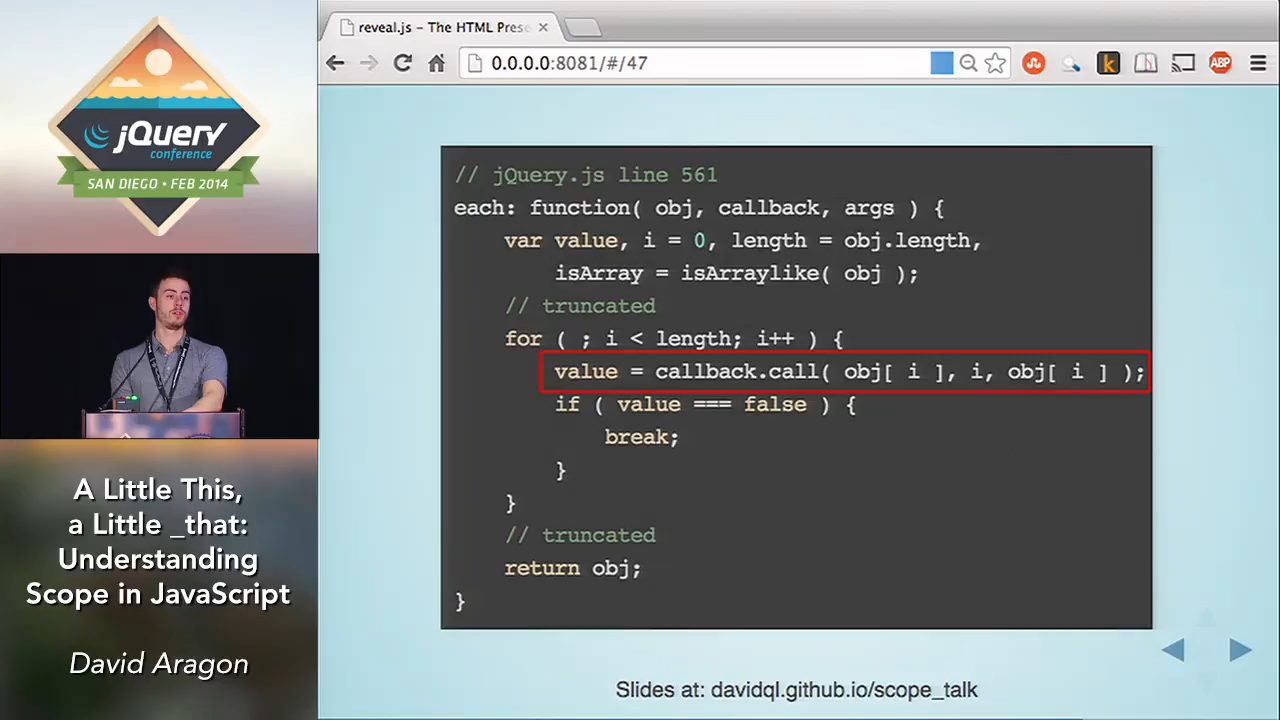 jQuery
conference
SAN DIEGO • FEB 2014
A Little This,
a Little _that:
Understanding
Scope in JavaScript
David Aragon
reveal.js – The HTML Prese
0.0.0.0:8081/#/47
k
ABP
// jQuery.js line 561
each: function( obj, callback, args ) {
var value, i = 0, length = obj.length,
isArray = isArraylike( obj );
// truncated
for ( ; i < length; i++ ) {
value = callback.call( obj[ i ], i, obj[ i ] );
if ( value === false ) {
break;
}
}
// truncated
return obj;
}
Slides at: davidql.github.io/scope_talk